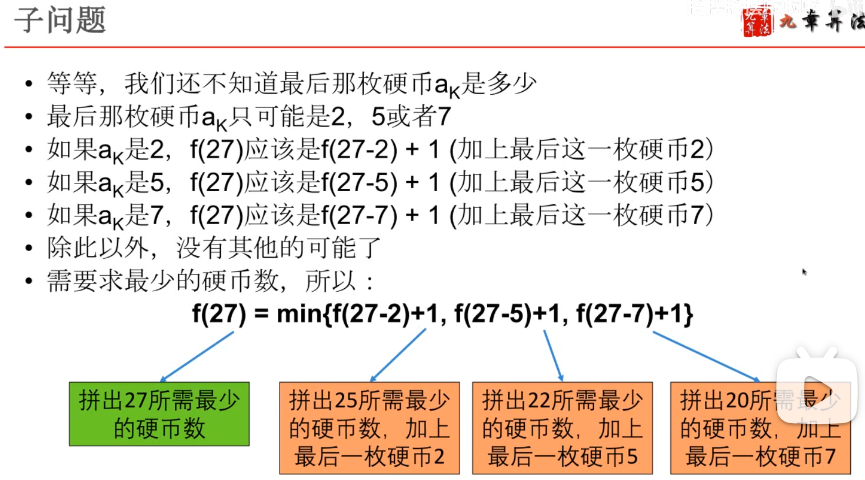 子问题
九章算法
• 等等，我们还不知道最后那枚硬币aK是多少
• 最后那枚硬币aK只可能是2，5或者7
• 如果aK是2，f(27)应该是f(27-2) + 1 (加上最后这一枚硬币2）
• 如果aK是5，f(27)应该是f(27-5) + 1 (加上最后这一枚硬币5）
• 如果aK是7，f(27)应该是f(27-7) + 1 (加上最后这一枚硬币7）
• 除此以外，没有其他的可能了
• 需要求最少的硬币数，所以：
f(27) = min{f(27-2)+1, f(27-5)+1, f(27-7)+1}
拼出27所需最少
的硬币数
拼出25所需最少
的硬币数，加上
最后一枚硬币2
拼出22所需最少
的硬币数，加上
最后一枚硬币5
拼出20所需最少
的硬币数，加上
最后一枚硬币7